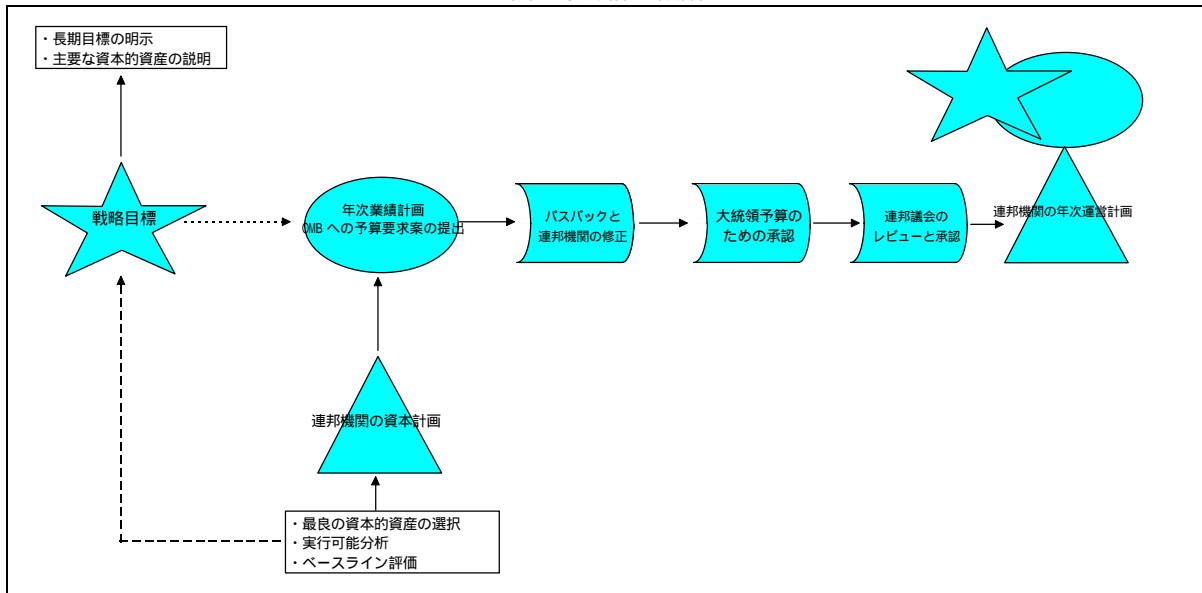 ・長期目標の明示
・主要な資本的資産の説明
戦略目標
年次業績計画
OMB への予算要求案の提出
パスバックと
連邦機関の修正
大統領予算の
ための承認
連邦議会の
レビューと承認
連邦機関の年次運営計画
連邦機関の資本計画
・最良の資本的資産の選択
・実行可能分析
・ベースライン評価